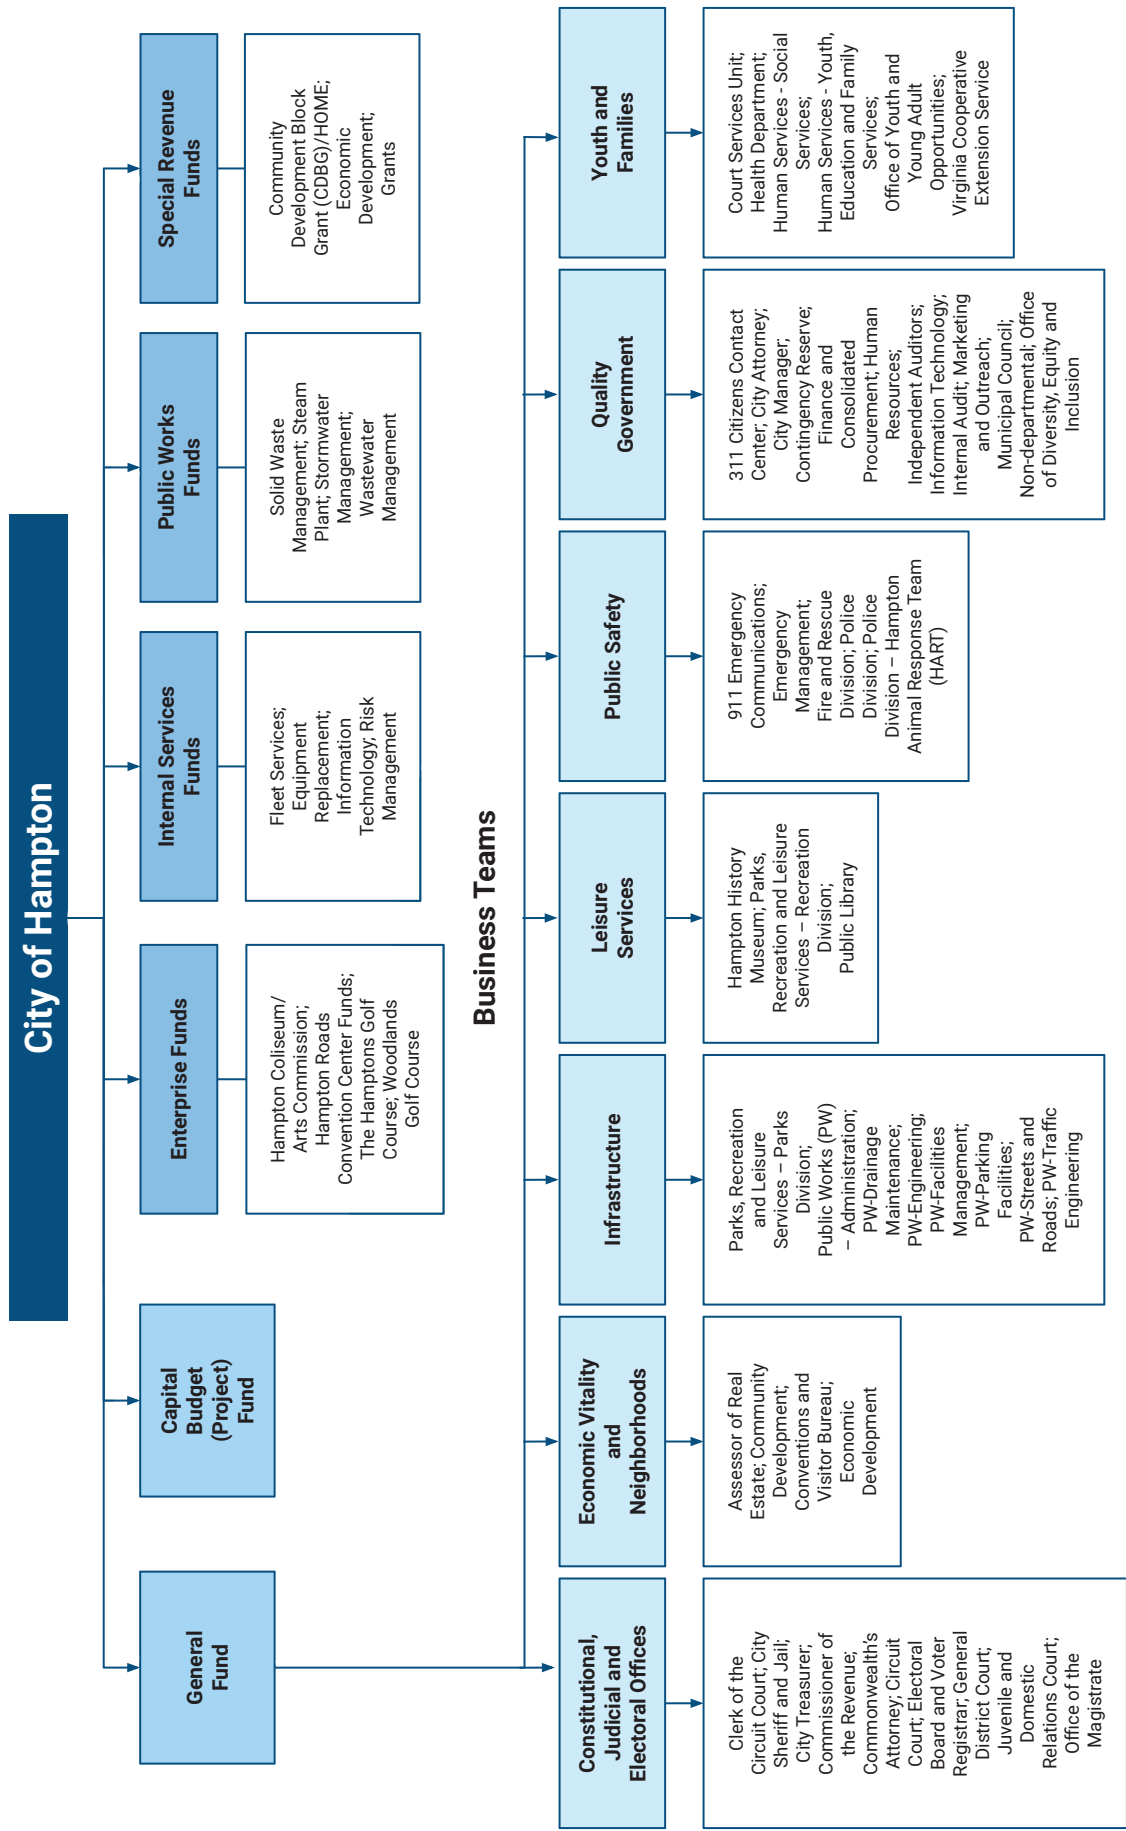 City of Hampton
General
Fund
Capital
Budget
(Project)
Fund
Enterprise Funds
Hampton Coliseum/
Arts Commission;
Hampton Roads
Convention Center Funds;
The Hamptons Golf
Course; Woodlands
Golf Course
Internal Services
Funds
Fleet Services;
Equipment
Replacement;
Information
Technology; Risk
Management
Public Works
Funds
Solid Waste
Management; Steam
Plant; Stormwater
Management;
Wastewater
Management
Special Revenue
Funds
Community
Development Block
Grant (CDBG)/HOME;
Economic
Development;
Grants
Business Teams
Constitutional,
Judicial and
Electoral Offices
Clerk of the
Circuit Court; City
Sheriff and Jail;
City Treasurer;
Commissioner of
the Revenue;
Commonwealth's
Attorney; Circuit
Court; Electoral
Board and Voter
Registrar; General
District Court;
Juvenile and
Domestic
Relations Court;
Office of the
Magistrate
Economic Vitality
and
Neighborhoods
Assessor of Real
Estate; Community
Development;
Conventions and
Visitor Bureau;
Economic
Development
Infrastructure
Parks, Recreation
and Leisure
Services – Parks
Division;
Public Works (PW)
– Administration;
PW-Drainage
Maintenance;
PW-Engineering;
PW-Facilities
Management;
PW-Parking
Facilities;
PW-Streets and
Roads; PW-Traffic
Engineering
Leisure
Services
Hampton History
Museum; Parks,
Recreation and Leisure
Services – Recreation
Division;
Public Library
Public Safety
911 Emergency
Communications;
Emergency
Management;
Fire and Rescue
Division; Police
Division; Police
Division – Hampton
Animal Response Team
(HART)
Quality
Government
311 Citizens Contact
Center; City Attorney;
City Manager;
Contingency Reserve;
Finance and
Consolidated
Procurement; Human
Resources;
Independent Auditors;
Information Technology;
Internal Audit; Marketing
and Outreach;
Municipal Council;
Non-departmental; Office
of Diversity, Equity and
Inclusion
Youth and
Families
Court Services Unit;
Health Department;
Human Services - Social
Services;
Human Services - Youth,
Education and Family
Services;
Office of Youth and
Young Adult
Opportunities;
Virginia Cooperative
Extension Service